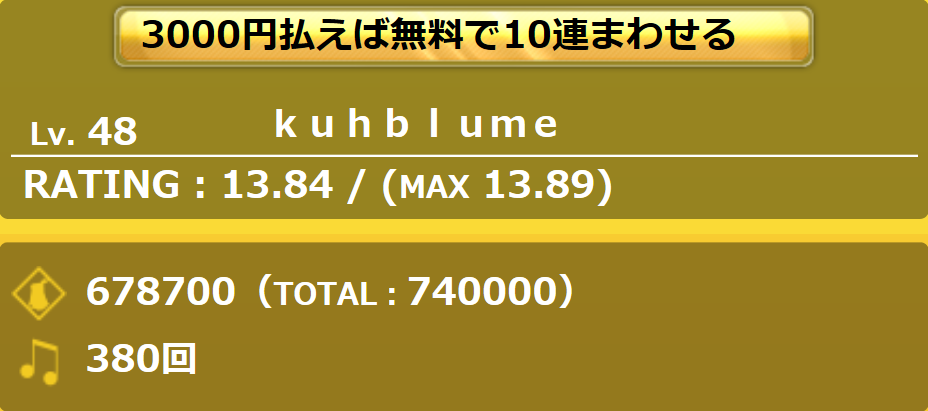 3000円払えば無料で10連まわせる
Lv. 48 ｋｕｈｂｌｕｍｅ
RATING : 13.84 / (MAX 13.89)
678700（TOTAL : 740000）
380回